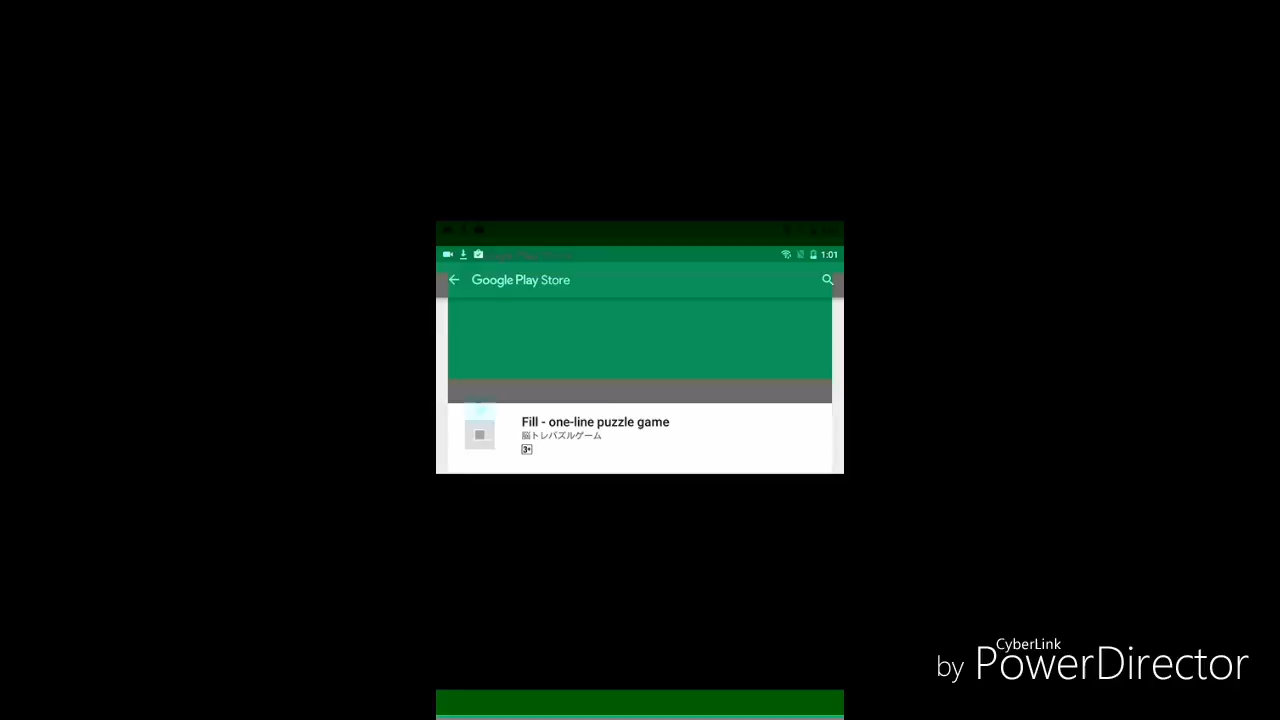 1:01
Google Play Store
Fill - one-line puzzle game
脳トレパズルゲーム
3+
CyberLink
by PowerDirector